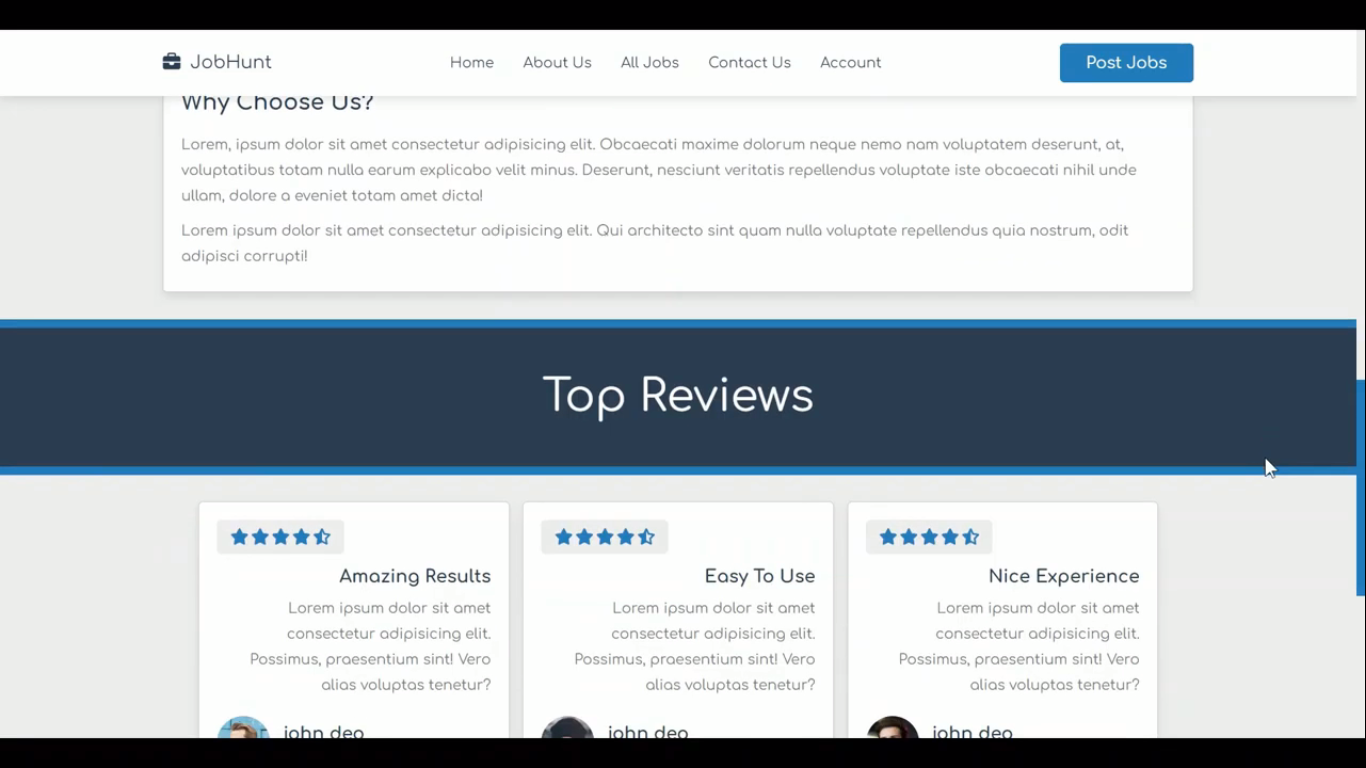 JobHunt
Home
About Us
All Jobs
Contact Us
Account
Post Jobs
Why Choose Us?
Lorem, ipsum dolor sit amet consectetur adipisicing elit. Obcaecati maxime dolorum neque nemo nam voluptatem deserunt, at,
voluptatibus totam nulla earum explicabo velit minus. Deserunt, nesciunt veritatis repellendus voluptate iste obcaecati nihil unde
ullam, dolore a eveniet totam amet dicta!
Lorem ipsum dolor sit amet consectetur adipisicing elit. Qui architecto sint quam nulla voluptate repellendus quia nostrum, odit
adipisci corrupti!
Top Reviews
Amazing Results
Lorem ipsum dolor sit amet
consectetur adipisicing elit.
Possimus, praesentium sint! Vero
alias voluptas tenetur?
john deo
Easy To Use
Lorem ipsum dolor sit amet
consectetur adipisicing elit.
Possimus, praesentium sint! Vero
alias voluptas tenetur?
john deo
Nice Experience
Lorem ipsum dolor sit amet
consectetur adipisicing elit.
Possimus, praesentium sint! Vero
alias voluptas tenetur?
john deo